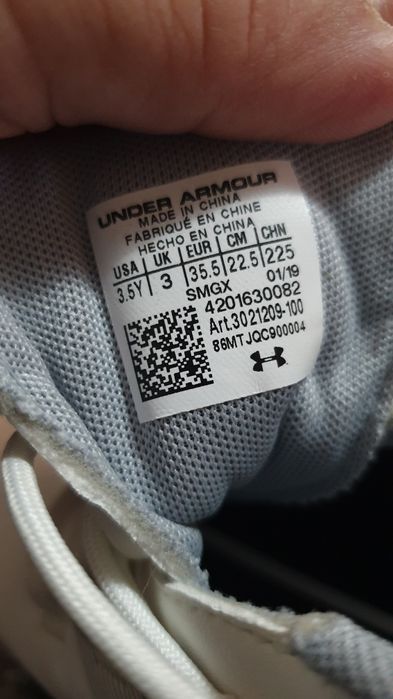 UNDER ARMOUR
MADE IN CHINA
FABRIQUÉ EN CHINE
HECHO EN CHINA
USA UK EUR CM CHN
3.5Y 3 35.5 22.5 225
SMGX 01/19
4201630082
Art.3021209-100
86MTJQC900004